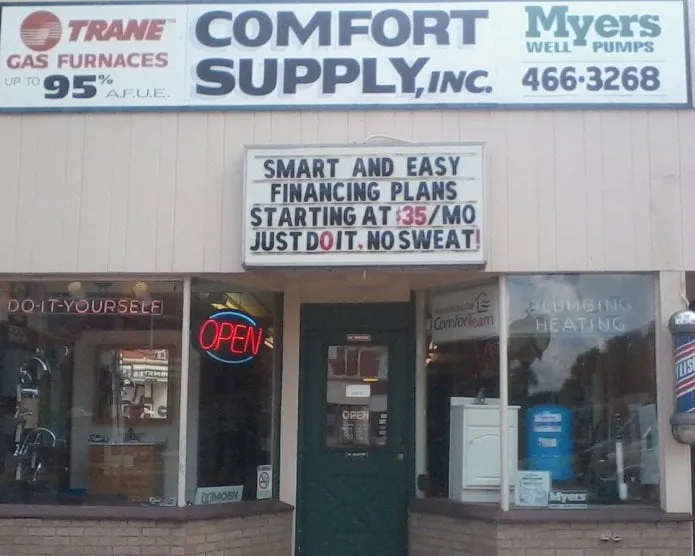 TRANE
GAS FURNACES
UP TO 95% A.F.U.E.
COMFORT
SUPPLY, INC.
Myers
WELL PUMPS
466-3268
SMART AND EASY
FINANCING PLANS
STARTING AT $35/MO
JUST DO IT. NO SWEAT!
DO-IT-YOURSELF
OPEN
OPEN
ComforTeam
PLUMBING
HEATING
Myers